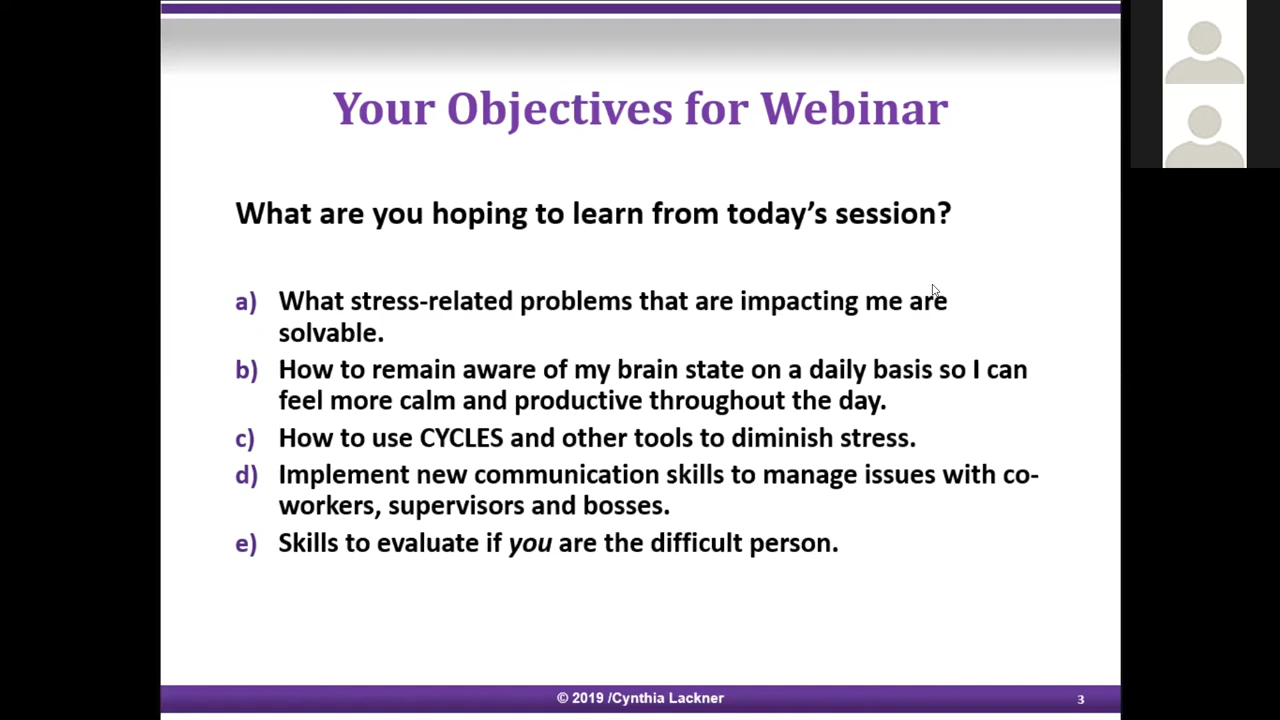 Your Objectives for Webinar
What are you hoping to learn from today’s session?
a) What stress-related problems that are impacting me are
solvable.
b) How to remain aware of my brain state on a daily basis so I can
feel more calm and productive throughout the day.
c) How to use CYCLES and other tools to diminish stress.
d) Implement new communication skills to manage issues with co-
workers, supervisors and bosses.
e) Skills to evaluate if you are the difficult person.
© 2019 /Cynthia Lackner
3